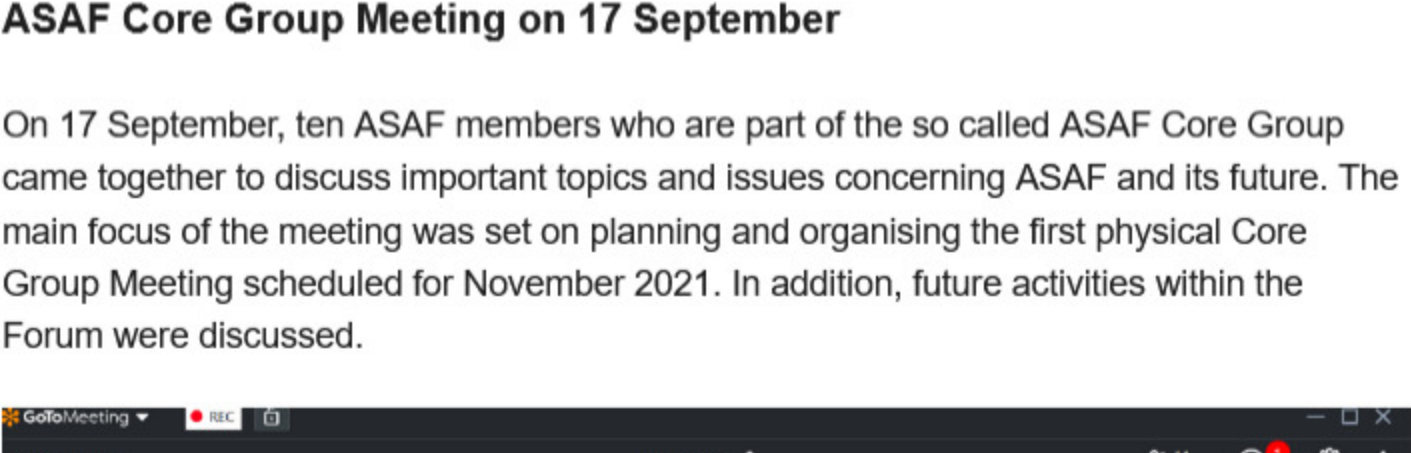 ASAF Core Group Meeting on 17 September
On 17 September, ten ASAF members who are part of the so called ASAF Core Group
came together to discuss important topics and issues concerning ASAF and its future. The
main focus of the meeting was set on planning and organising the first physical Core
Group Meeting scheduled for November 2021. In addition, future activities within the
Forum were discussed.
GoToMeeting REC